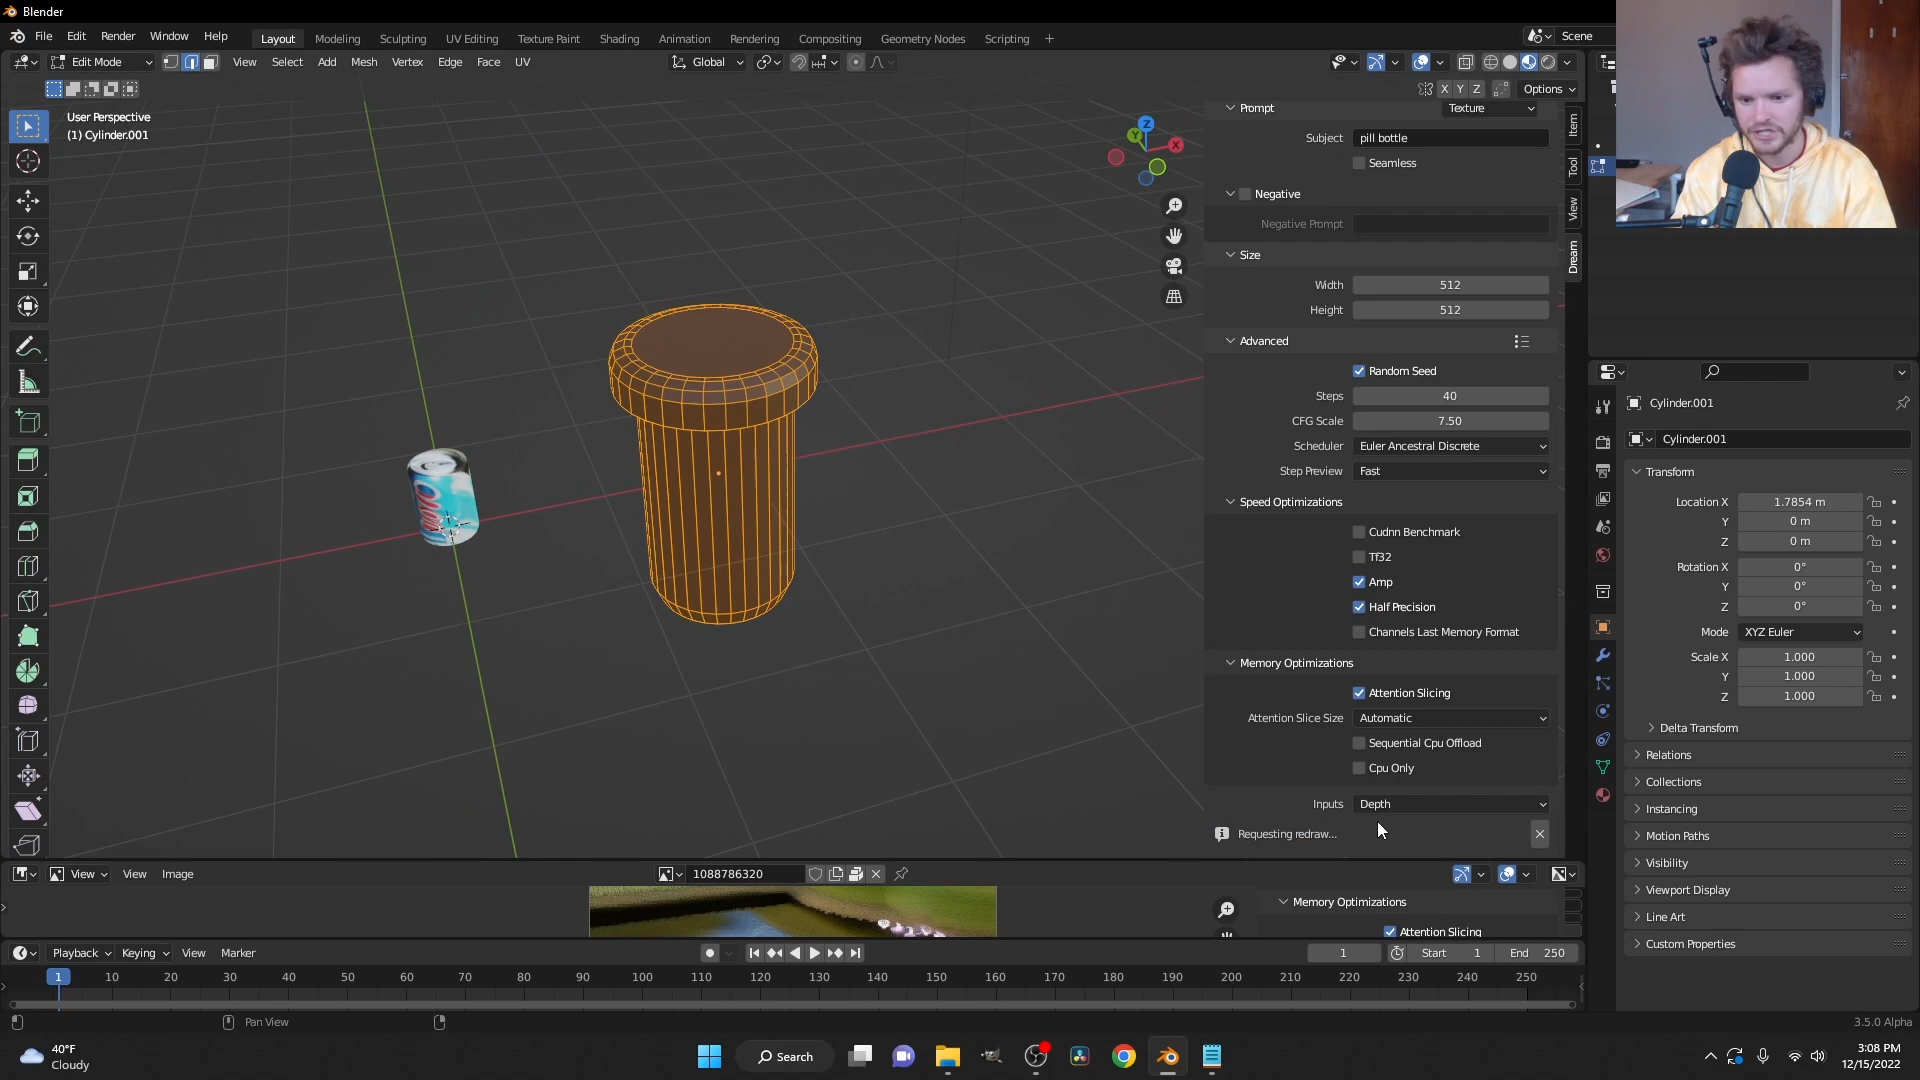 Blender
File Edit Render Window Help
Layout Modeling Sculpting UV Editing Texture Paint Shading Animation Rendering Compositing Geometry Nodes Scripting +
Scene
Edit Mode View Select Add Mesh Vertex Edge Face UV Global
X Y Z Options
User Perspective
(1) Cylinder.001
Z
Y
X
Prompt Texture
Subject pill bottle
Seamless
Negative
Negative Prompt
Size
Width 512
Height 512
Advanced
Random Seed
Steps 40
CFG Scale 7.50
Scheduler Euler Ancestral Discrete
Step Preview Fast
Speed Optimizations
Cudnn Benchmark
Tf32
Amp
Half Precision
Channels Last Memory Format
Memory Optimizations
Attention Slicing
Attention Slice Size Automatic
Sequential Cpu Offload
Cpu Only
Inputs Depth
Requesting redraw...
Item
Tool
View
Dream
Cylinder.001
Cylinder.001
Transform
Location X 1.7854 m
Y 0 m
Z 0 m
Rotation X 0°
Y 0°
Z 0°
Mode XYZ Euler
Scale X 1.000
Y 1.000
Z 1.000
Delta Transform
Relations
Collections
Instancing
Motion Paths
Visibility
Viewport Display
Line Art
Custom Properties
View View Image 1088786320
Memory Optimizations
Attention Slicing
Playback Keying View Marker 1 Start 1 End 250
1 10 20 30 40 50 60 70 80 90 100 110 120 130 140 150 160 170 180 190 200 210 220 230 240 250
Pan View
3.5.0 Alpha
40°F
Cloudy
Search
3:08 PM
12/15/2022